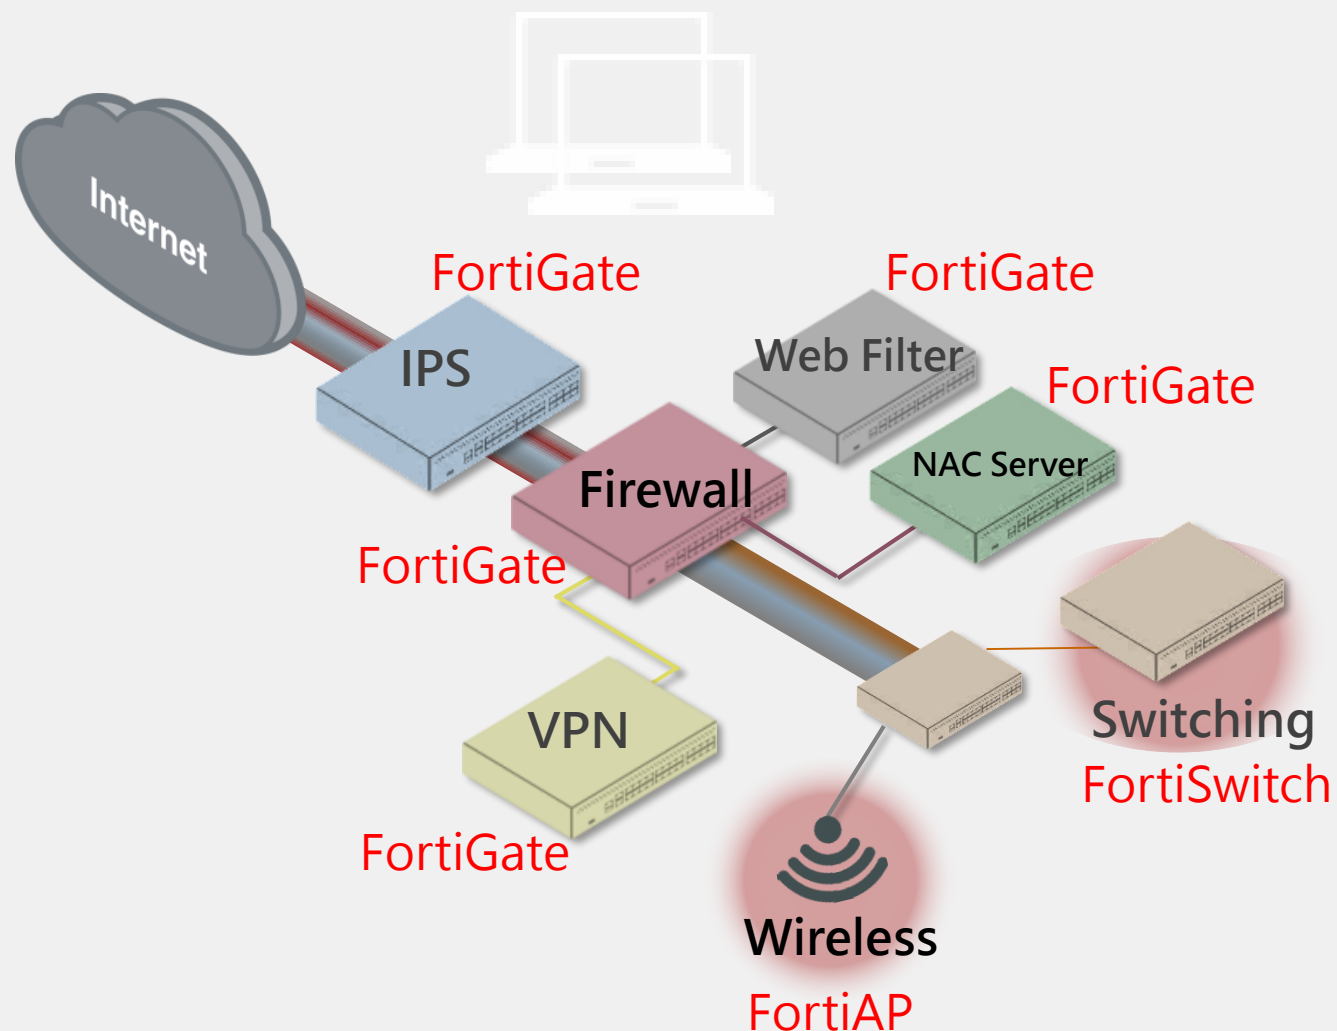 Internet
FortiGate
IPS
FortiGate
Web Filter
FortiGate
NAC Server
Firewall
FortiGate
VPN
FortiGate
Switching
FortiSwitch
Wireless
FortiAP